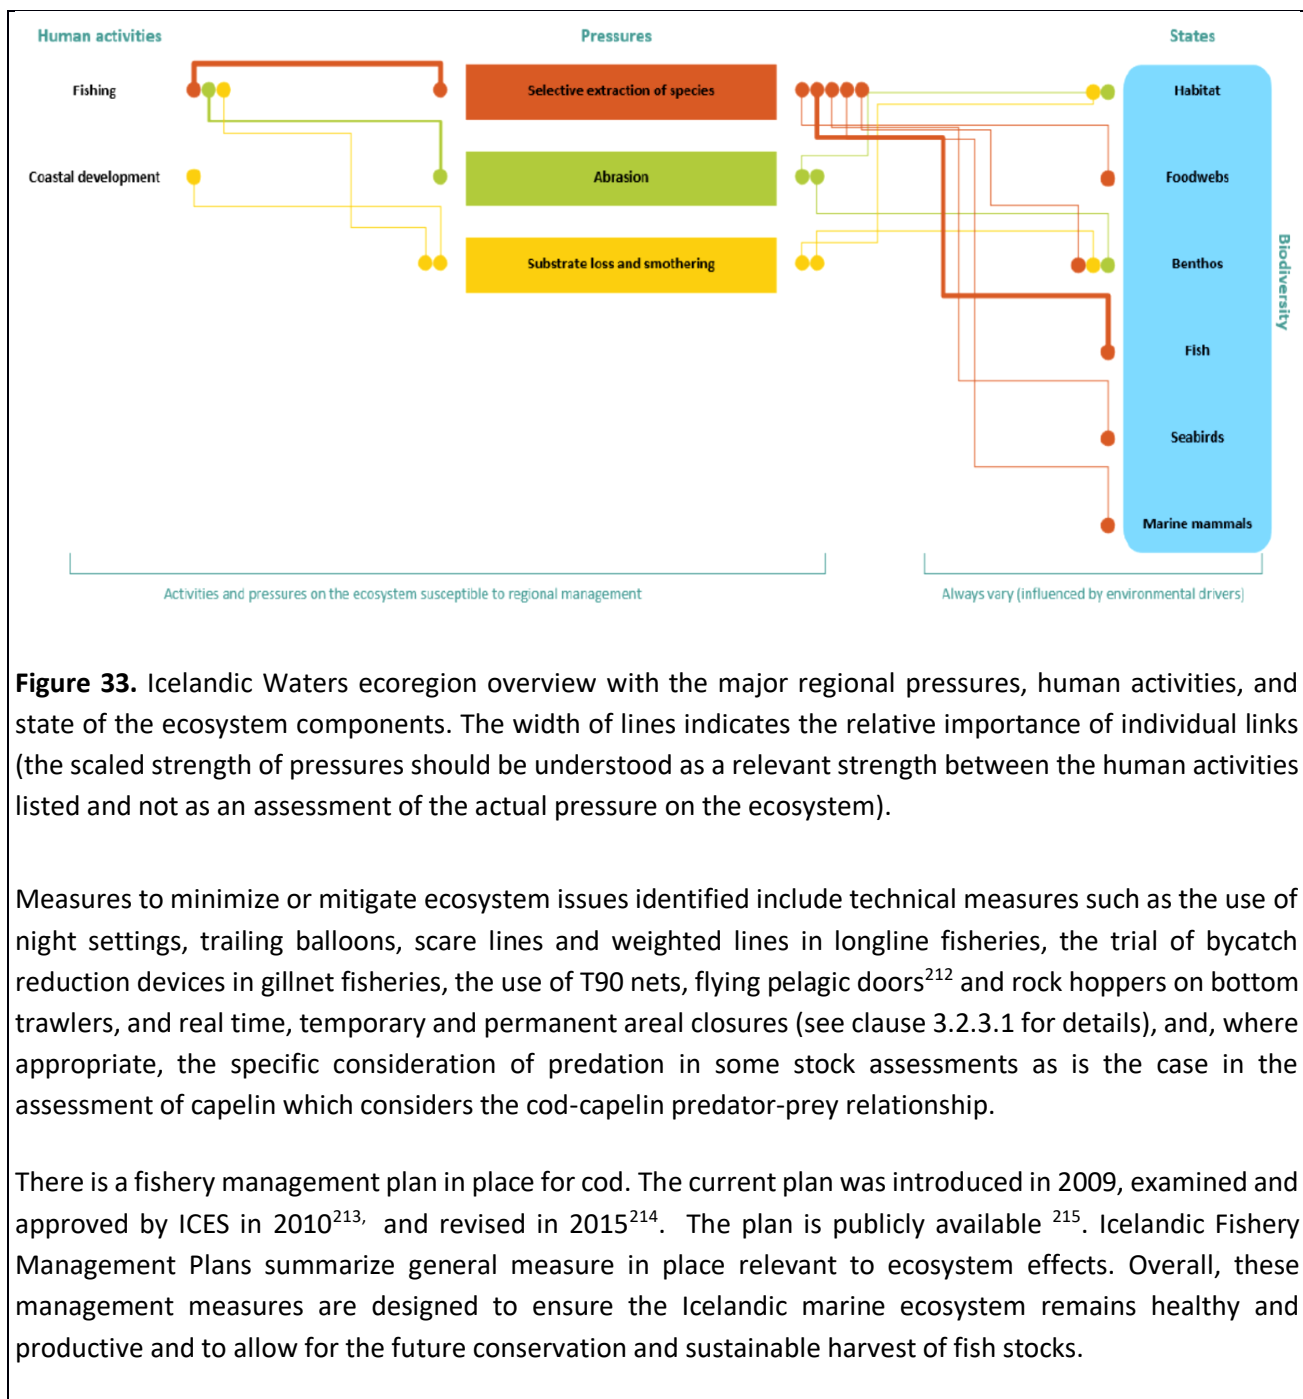 Human activities Pressures States
Fishing Selective extraction of species Habitat
Coastal development Abrasion Foodwebs
Substrate loss and smothering Benthos
Biodiversity
Fish
Seabirds
Marine mammals
Activities and pressures on the ecosystem susceptible to regional management Always vary (influenced by environmental drivers)
Figure 33. Icelandic Waters ecoregion overview with the major regional pressures, human activities, and
state of the ecosystem components. The width of lines indicates the relative importance of individual links
(the scaled strength of pressures should be understood as a relevant strength between the human activities
listed and not as an assessment of the actual pressure on the ecosystem).
Measures to minimize or mitigate ecosystem issues identified include technical measures such as the use of
night settings, trailing balloons, scare lines and weighted lines in longline fisheries, the trial of bycatch
reduction devices in gillnet fisheries, the use of T90 nets, flying pelagic doors212 and rock hoppers on bottom
trawlers, and real time, temporary and permanent areal closures (see clause 3.2.3.1 for details), and, where
appropriate, the specific consideration of predation in some stock assessments as is the case in the
assessment of capelin which considers the cod-capelin predator-prey relationship.
There is a fishery management plan in place for cod. The current plan was introduced in 2009, examined and
approved by ICES in 2010213, and revised in 2015214. The plan is publicly available 215. Icelandic Fishery
Management Plans summarize general measure in place relevant to ecosystem effects. Overall, these
management measures are designed to ensure the Icelandic marine ecosystem remains healthy and
productive and to allow for the future conservation and sustainable harvest of fish stocks.